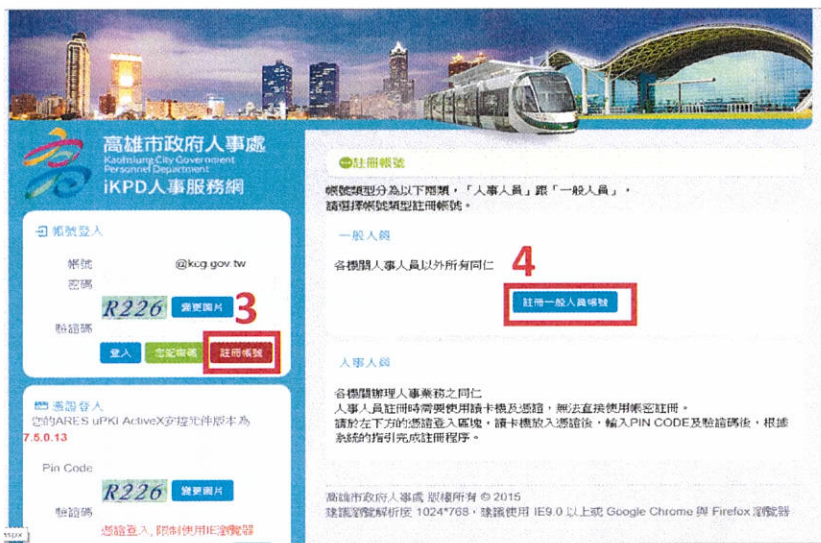 高雄市政府人事處
Kaohsiung City Government
Personnel Department
iKPD人事服務網
帳號登入
帳號 @kcg.gov.tw
密碼
R226 變更圖片
3
驗證碼
登入 忘記密碼 註冊帳號
憑證登入
您的ARES uPKI ActiveX安控元件版本為
7.5.0.13
Pin Code
R226 變更圖片
驗證碼
憑證登入, 限制使用IE瀏覽器
註冊帳號
帳號類型分為以下兩類，「人事人員」跟「一般人員」，
請選擇帳號類型註冊帳號。
一般人員
各機關人事人員以外所有同仁
4
註冊一般人員帳號
人事人員
各機關辦理人事業務之同仁
人事人員註冊時需要使用讀卡機及憑證，無法直接使用帳密註冊。
請於左下方的憑證登入區塊，讀卡機放入憑證後，輸入PIN CODE及驗證碼後，根據
系統的指引完成註冊程序。
高雄市政府人事處 版權所有 © 2015
建議瀏覽解析度 1024*768，建議使用 IE9.0 以上或 Google Chrome 與 Firefox 瀏覽器